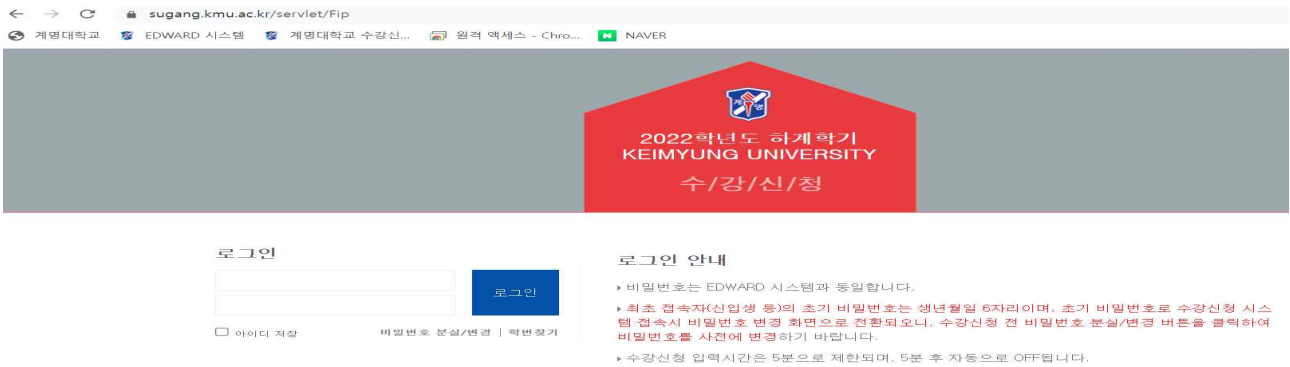 sugang.kmu.ac.kr/servlet/Fip
계명대학교 EDWARD 시스템 계명대학교 수강신... 원격 액세스 - Chro... NAVER
계명
2022학년도 하계학기
KEIMYUNG UNIVERSITY
수/강/신/청
로그인
로그인
아이디 저장 비밀번호 분실/변경 | 학번찾기
로그인 안내
▸비밀번호는 EDWARD 시스템과 동일합니다.
▸최초 접속자(신입생 등)의 초기 비밀번호는 생년월일 6자리이며, 초기 비밀번호로 수강신청 시스
템 접속시 비밀번호 변경 화면으로 전환되오니, 수강신청 전 비밀번호 분실/변경 버튼을 클릭하여
비밀번호를 사전에 변경하기 바랍니다.
▸수강신청 입력시간은 5분으로 제한되며, 5분 후 자동으로 OFF됩니다.